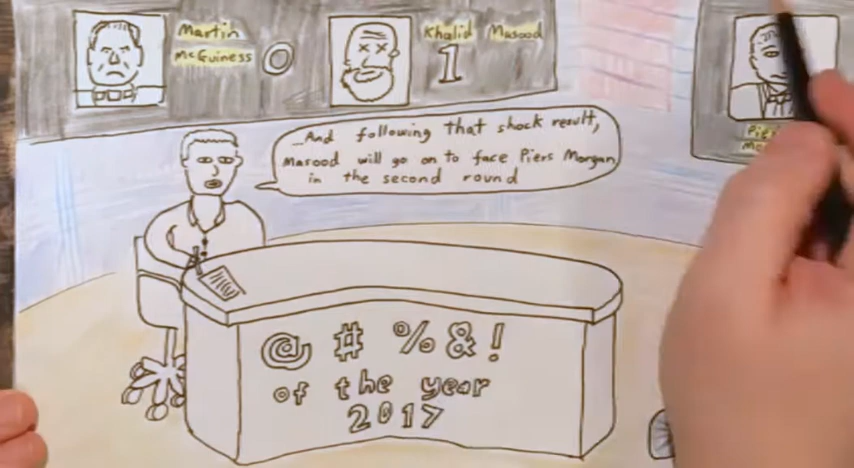 Martin
McGuiness
0
Khalid Masood
1
...And following that shock result,
Masood will go on to face Piers Morgan
in the second round
@ # % & !
of the year
2017